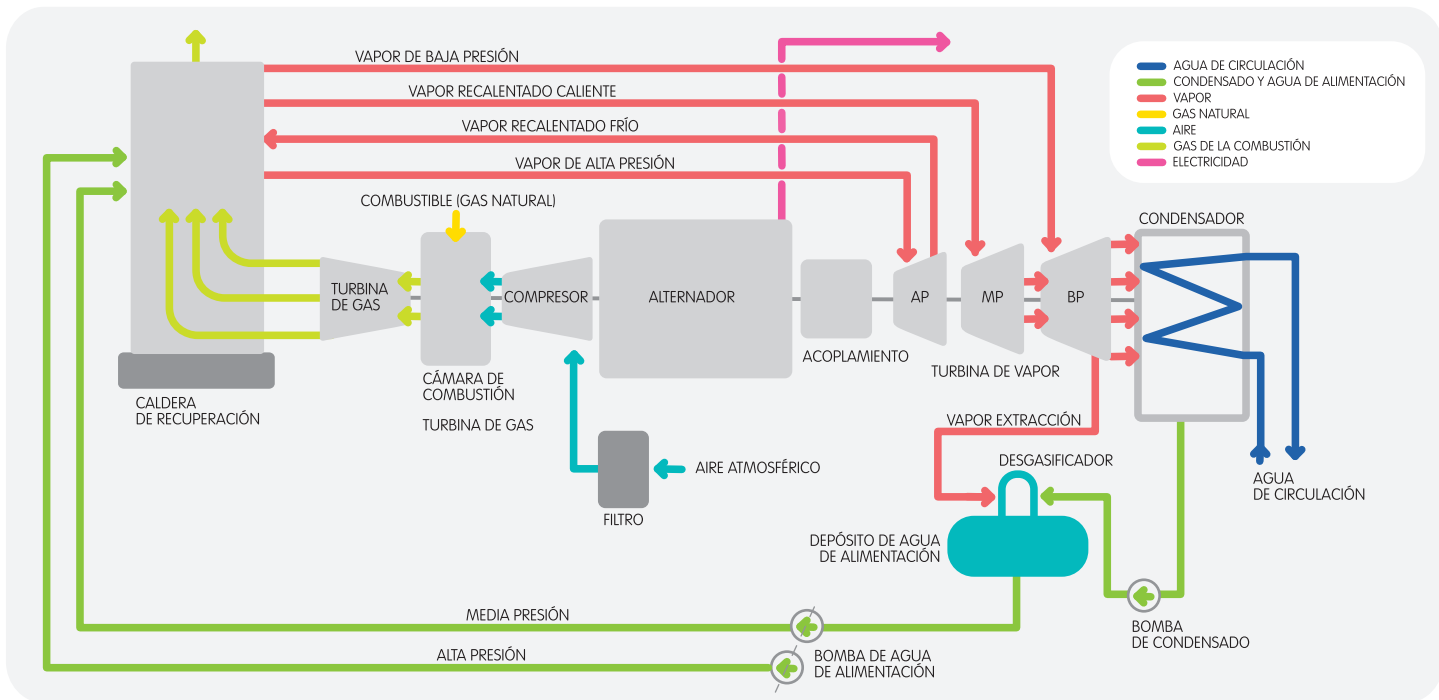 VAPOR DE BAJA PRESIÓN
VAPOR RECALENTADO CALIENTE
VAPOR RECALENTADO FRÍO
VAPOR DE ALTA PRESIÓN
AGUA DE CIRCULACIÓN
CONDENSADO Y AGUA DE ALIMENTACIÓN
VAPOR
GAS NATURAL
AIRE
GAS DE LA COMBUSTIÓN
ELECTRICIDAD
COMBUSTIBLE (GAS NATURAL)
CONDENSADOR
TURBINA
DE GAS
COMPRESOR
ALTERNADOR
AP
MP
BP
ACOPLAMIENTO
TURBINA DE VAPOR
CÁMARA DE
COMBUSTIÓN
TURBINA DE GAS
CALDERA
DE RECUPERACIÓN
VAPOR EXTRACCIÓN
DESGASIFICADOR
AIRE ATMOSFÉRICO
FILTRO
AGUA
DE CIRCULACIÓN
DEPÓSITO DE AGUA
DE ALIMENTACIÓN
MEDIA PRESIÓN
BOMBA
DE CONDENSADO
ALTA PRESIÓN
BOMBA DE AGUA
DE ALIMENTACIÓN